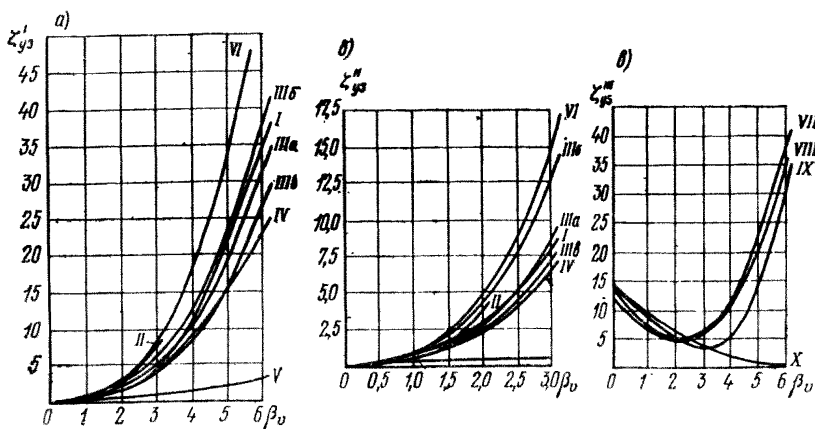 а)
ζ'уз
45
40
35
30
25
20
15
10
5
0 1 2 3 4 5 6 βυ
VI
IIIб
I
IIIа
IIIв
IV
II
V
б)
ζ"уз
17,5
15,0
12,5
10,0
7,5
5,0
2,5
0 0,5 1,0 1,5 2,0 2,5 3,0 βυ
VI
IIIб
IIIа
I
IIIв
IV
II
в)
ζ'''уз
40
35
30
25
20
15
10
5
0 1 2 3 4 5 6 βυ
VII
VIII
IX
X